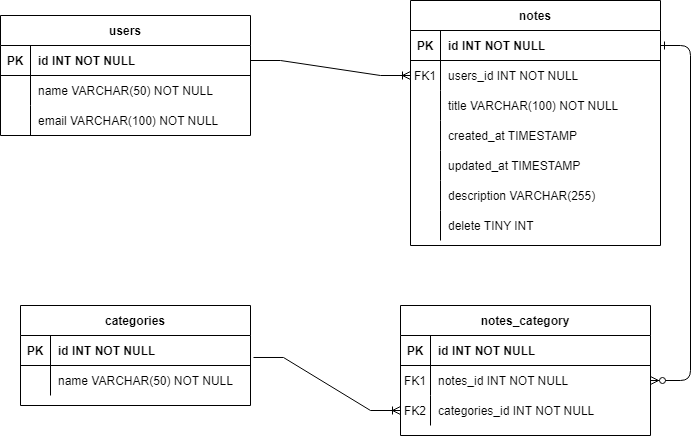 users
PK id INT NOT NULL
name VARCHAR(50) NOT NULL
email VARCHAR(100) NOT NULL
notes
PK id INT NOT NULL
FK1 users_id INT NOT NULL
title VARCHAR(100) NOT NULL
created_at TIMESTAMP
updated_at TIMESTAMP
description VARCHAR(255)
delete TINY INT
categories
PK id INT NOT NULL
name VARCHAR(50) NOT NULL
notes_category
PK id INT NOT NULL
FK1 notes_id INT NOT NULL
FK2 categories_id INT NOT NULL